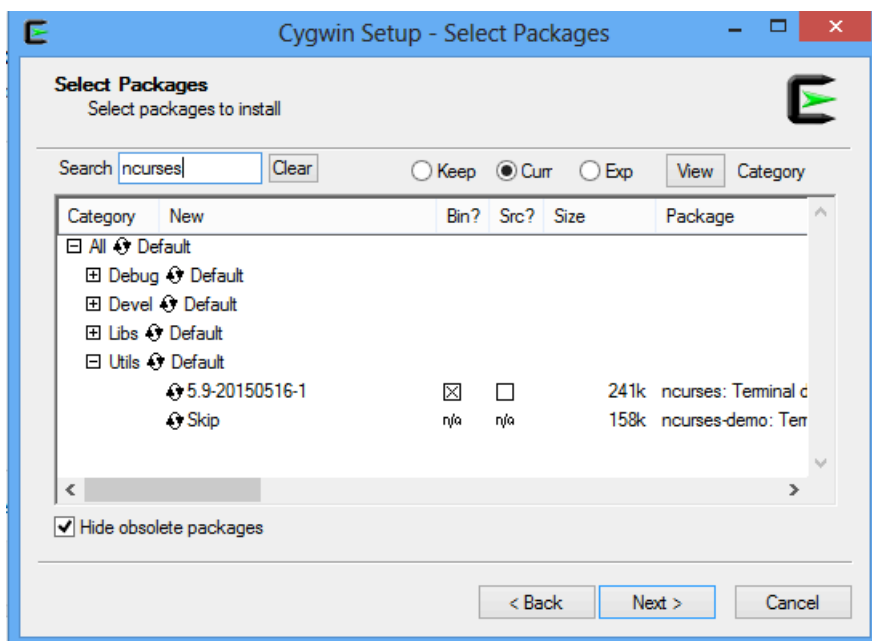 Cygwin Setup - Select Packages
Select Packages
Select packages to install
Search ncurses Clear Keep Curr Exp View Category
Category New Bin? Src? Size Package
All Default
Debug Default
Devel Default
Libs Default
Utils Default
5.9-20150516-1 241k ncurses: Terminal d
Skip n/a n/a 158k ncurses-demo: Terr
Hide obsolete packages
< Back Next > Cancel